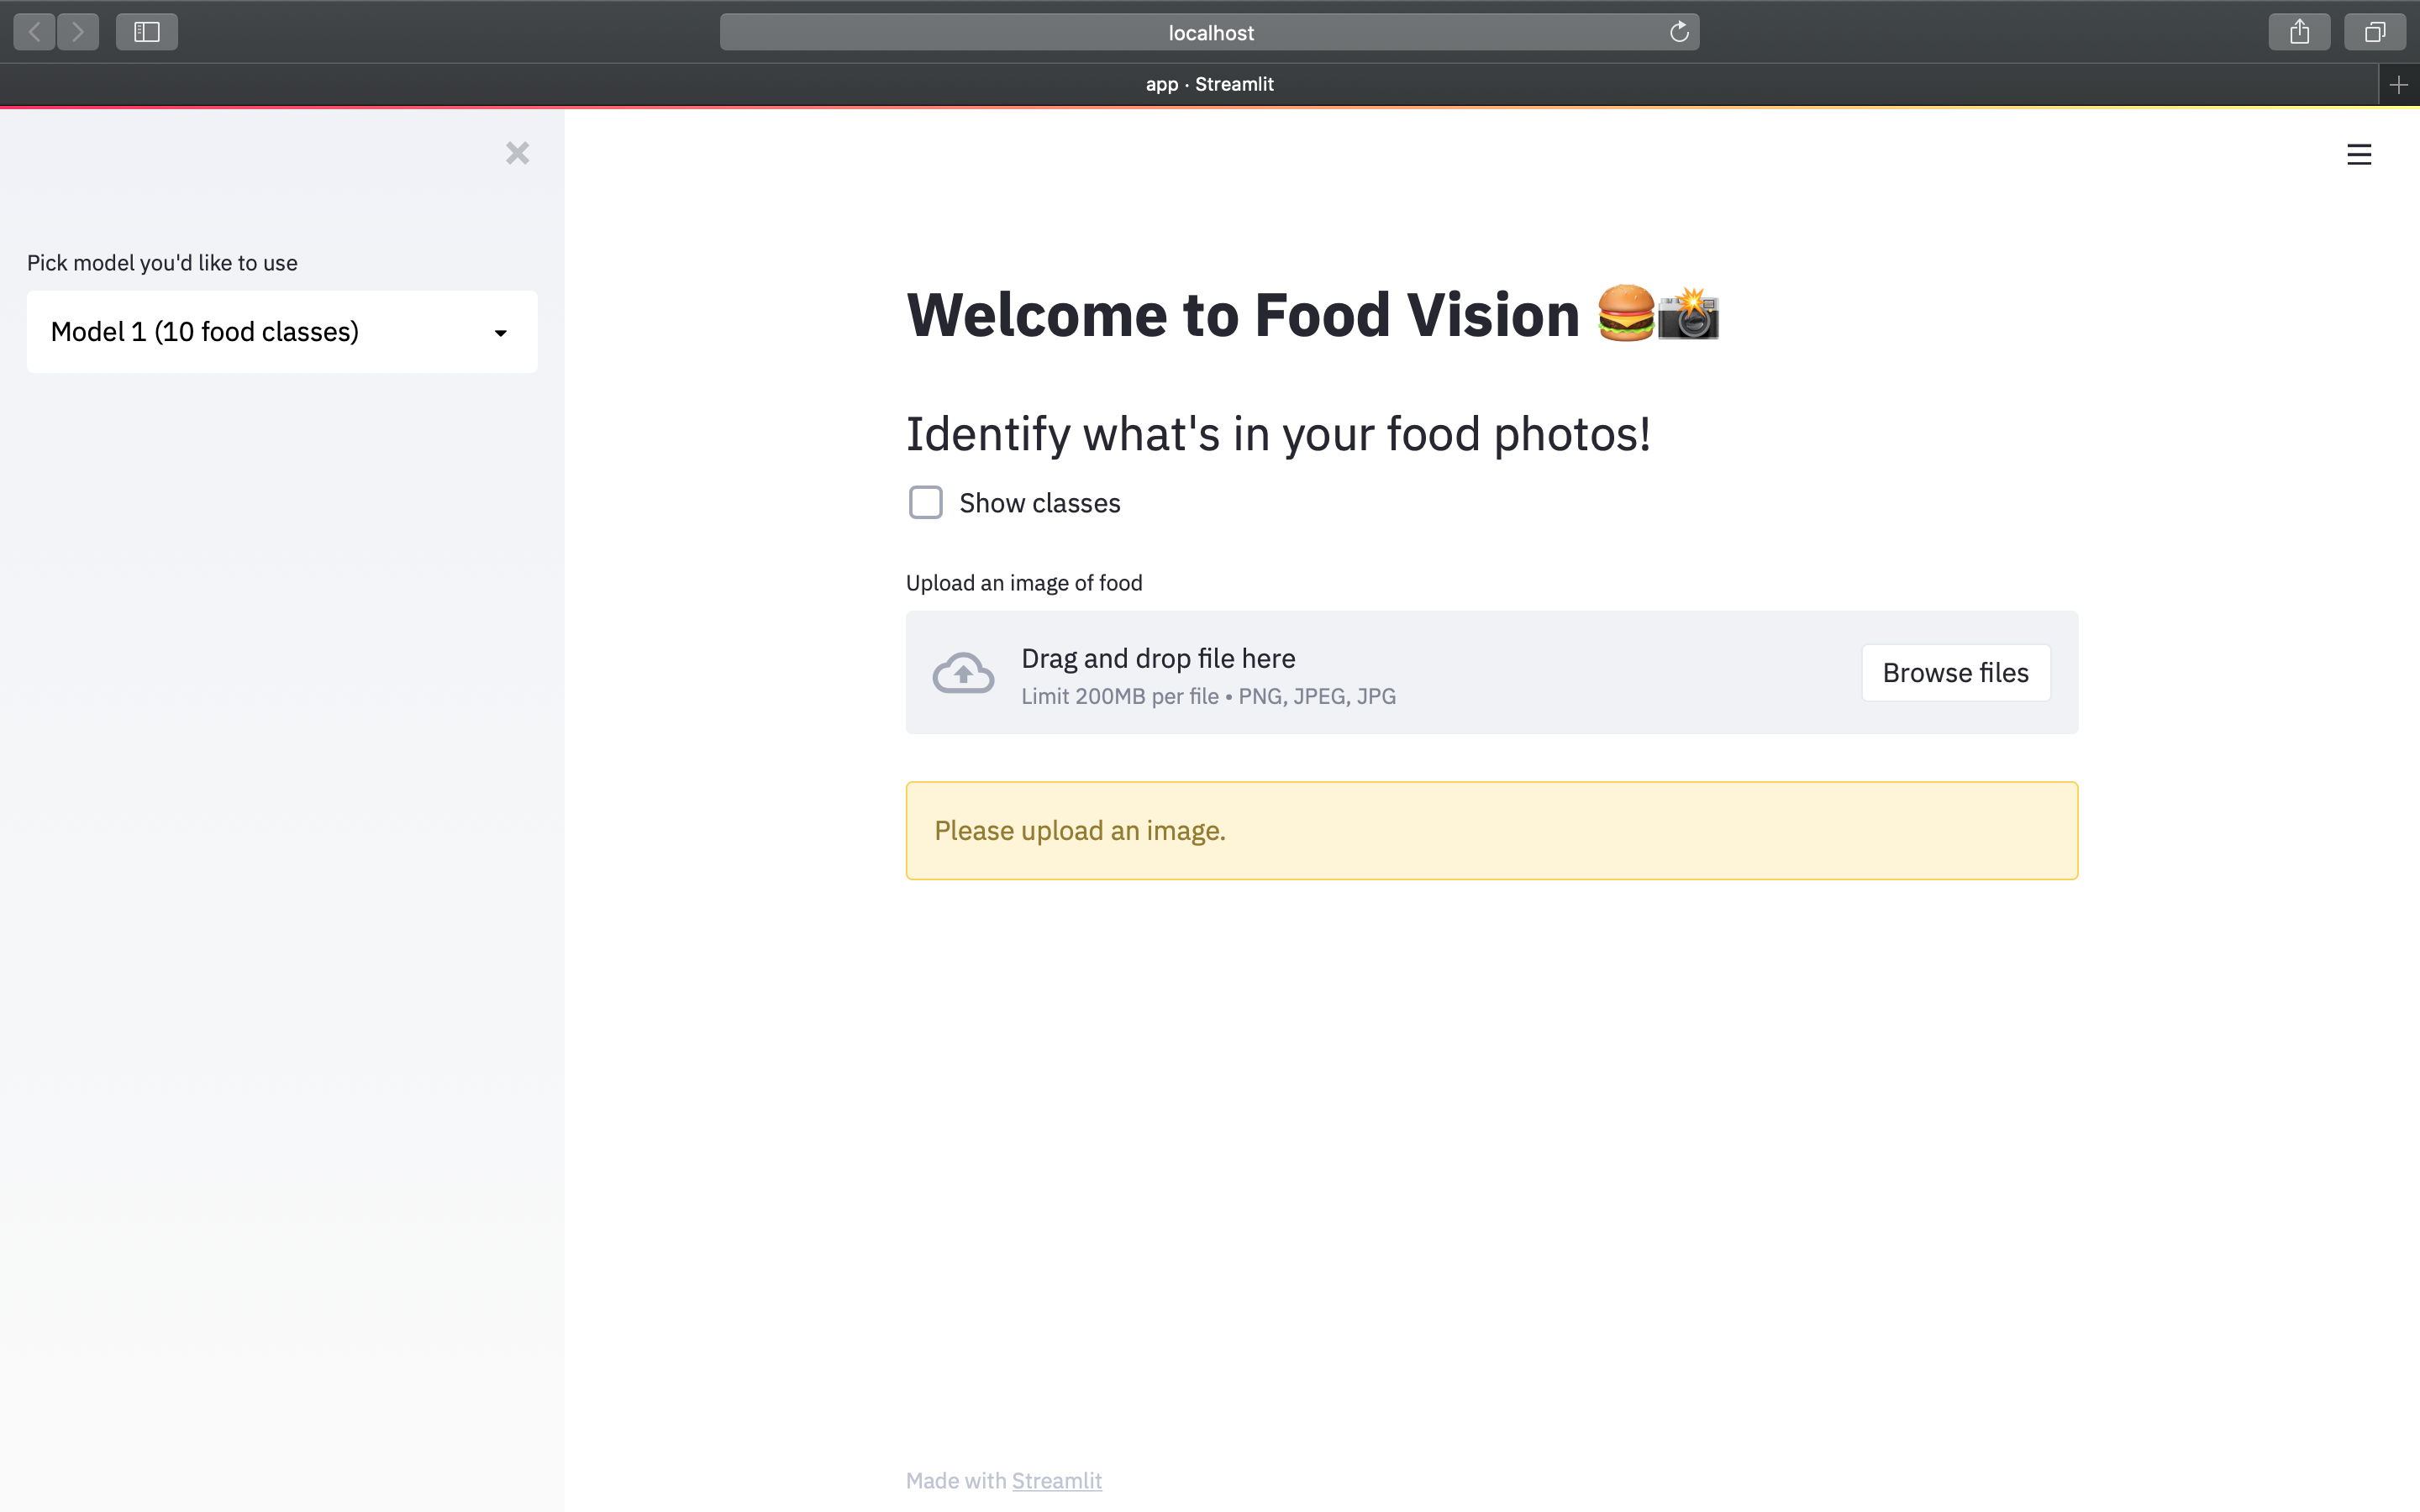 localhost
app · Streamlit
Pick model you'd like to use
Model 1 (10 food classes)
Welcome to Food Vision 🍔📸
Identify what's in your food photos!
Show classes
Upload an image of food
Drag and drop file here
Limit 200MB per file • PNG, JPEG, JPG
Browse files
Please upload an image.
Made with Streamlit